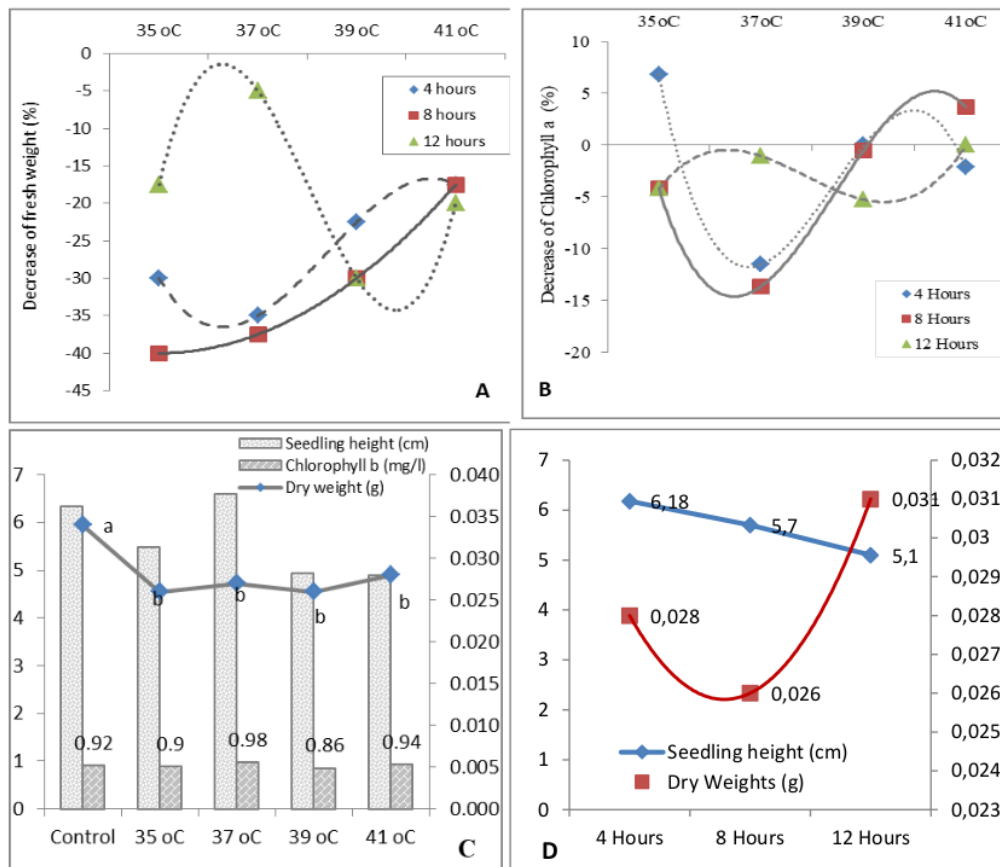 35 oC 37 oC 39 oC 41 oC
0
-5
-10
-15
-20
-25
-30
-35
-40
-45
Decrease of fresh weight (%)
4 hours
8 hours
12 hours
A
35oC 37oC 39oC 41oC
10
5
0
-5
-10
-15
-20
Decrease of Chlorophyll a (%)
4 Hours
8 Hours
12 Hours
B
Seedling height (cm)
Chlorophyll b (mg/l)
Dry weight (g)
7
6
5
4
3
2
1
0
0.040
0.035
0.030
0.025
0.020
0.015
0.010
0.005
0.000
a
b
b
b
b
0.92
0.9
0.98
0.86
0.94
Control 35 oC 37 oC 39 oC 41 oC
C
7
6
5
4
3
2
1
0
0,032
0,031
0,03
0,029
0,028
0,027
0,026
0,025
0,024
0,023
6,18
5,7
5,1
0,028
0,026
0,031
Seedling height (cm)
Dry Weights (g)
4 Hours 8 Hours 12 Hours
D